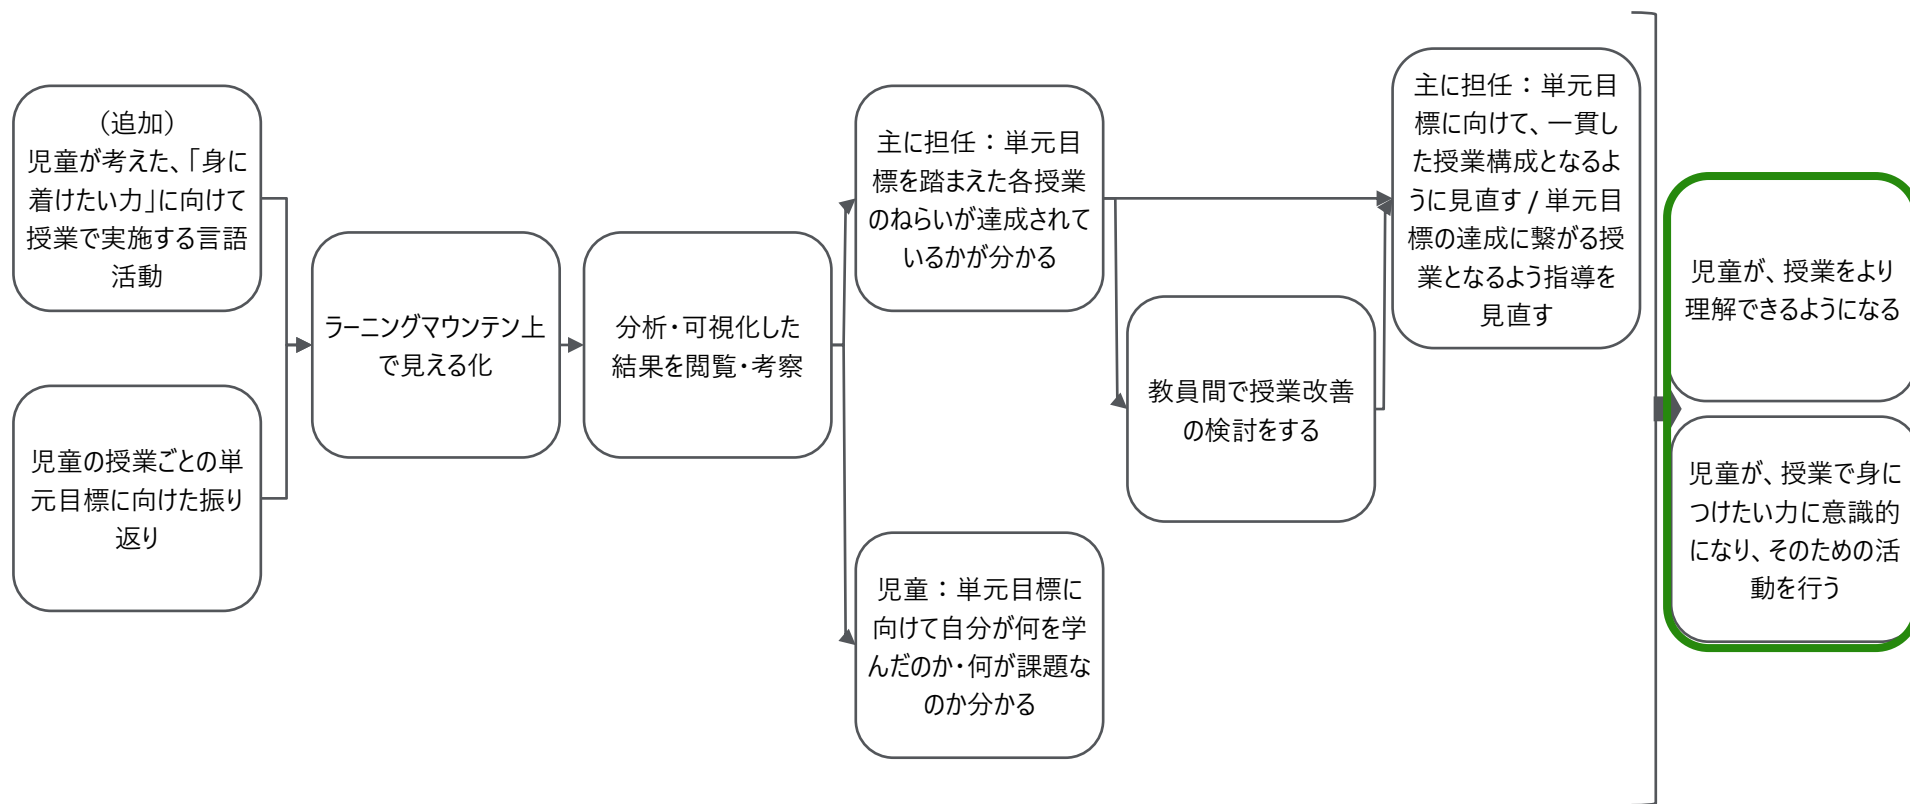 （追加）
児童が考えた、「身に
着けたい力」に向けて
授業で実施する言語
活動
児童の授業ごとの単
元目標に向けた振り
返り
ラーニングマウンテン上
で見える化
分析・可視化した
結果を閲覧・考察
主に担任：単元目
標を踏まえた各授業
のねらいが達成されて
いるかが分かる
児童：単元目標に
向けて自分が何を学
んだのか・何が課題な
のか分かる
教員間で授業改善
の検討をする
主に担任：単元目
標に向けて、一貫し
た授業構成となるよ
うに見直す / 単元目
標の達成に繋がる授
業となるよう指導を
見直す
児童が、授業をより
理解できるようになる
児童が、授業で身に
つけたい力に意識的
になり、そのための活
動を行う